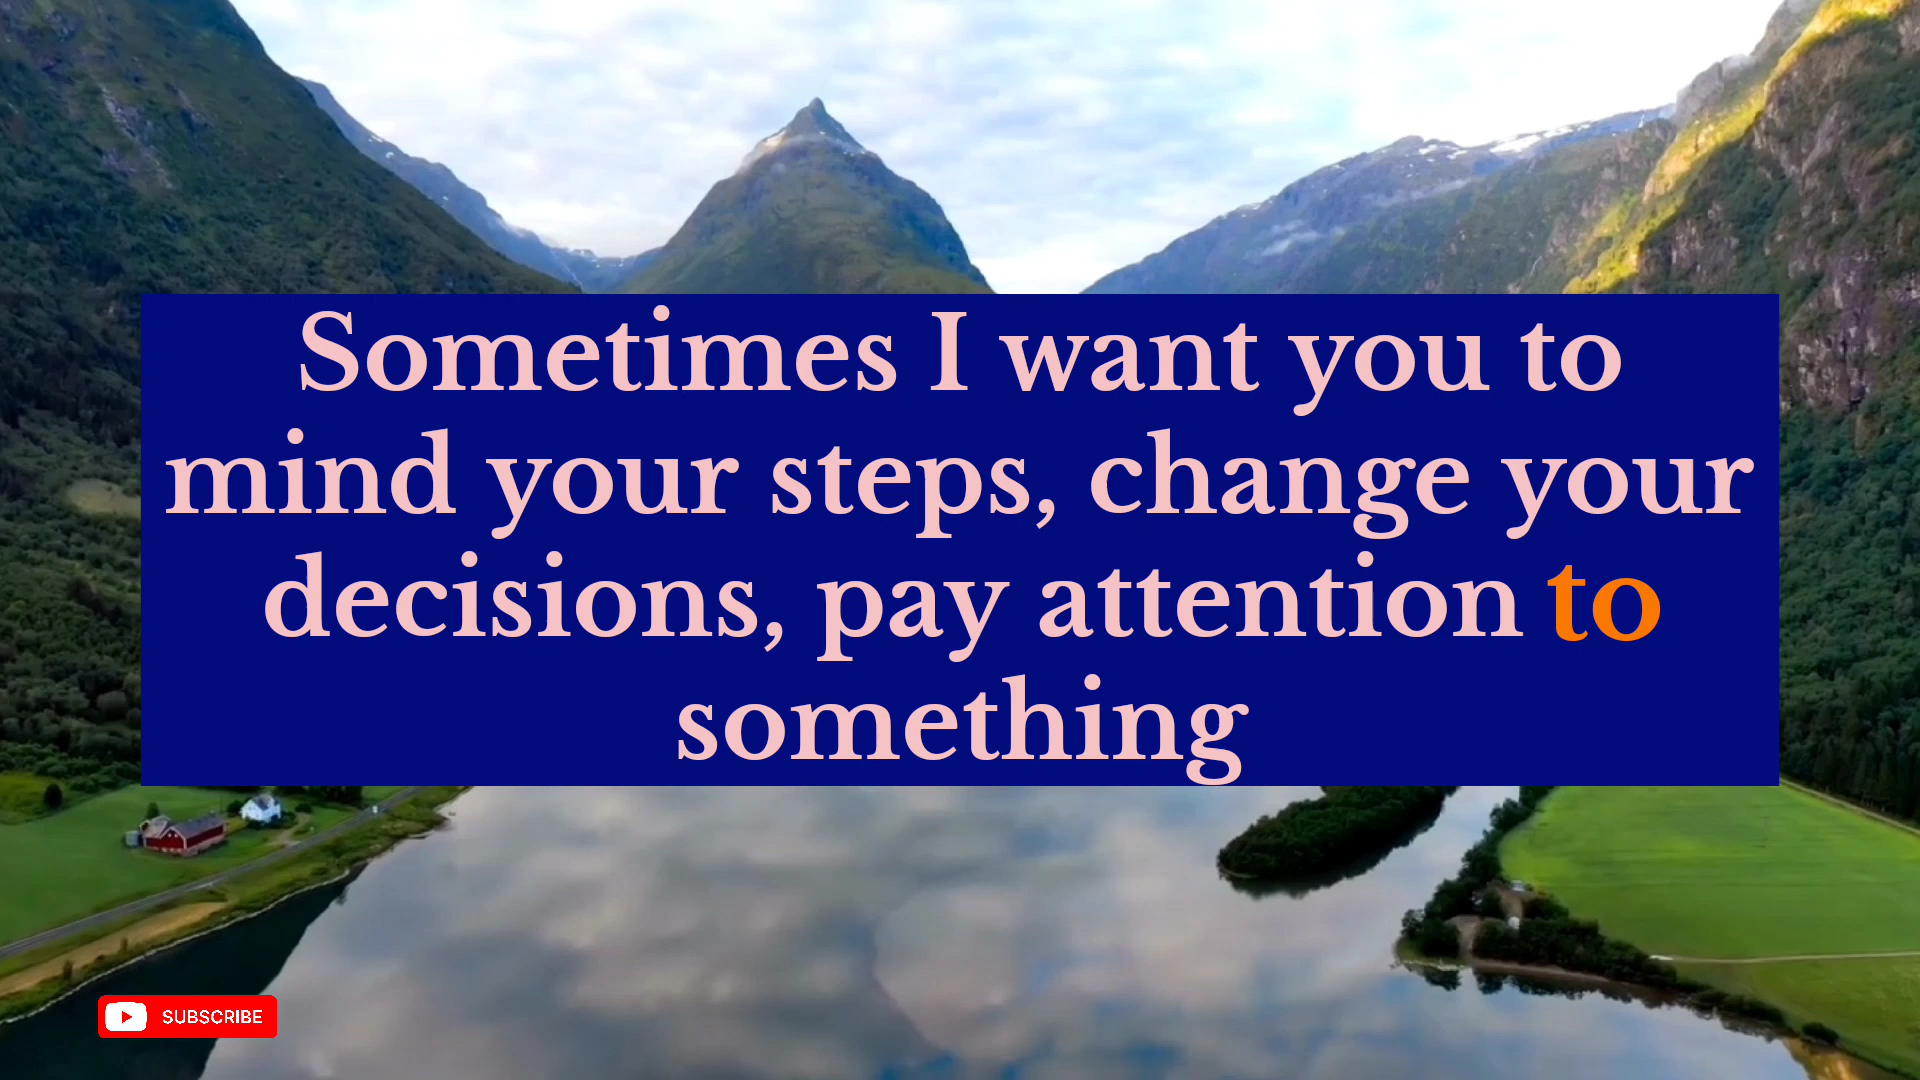 Sometimes I want you to
mind your steps, change your
decisions, pay attention to
something
SUBSCRIBE